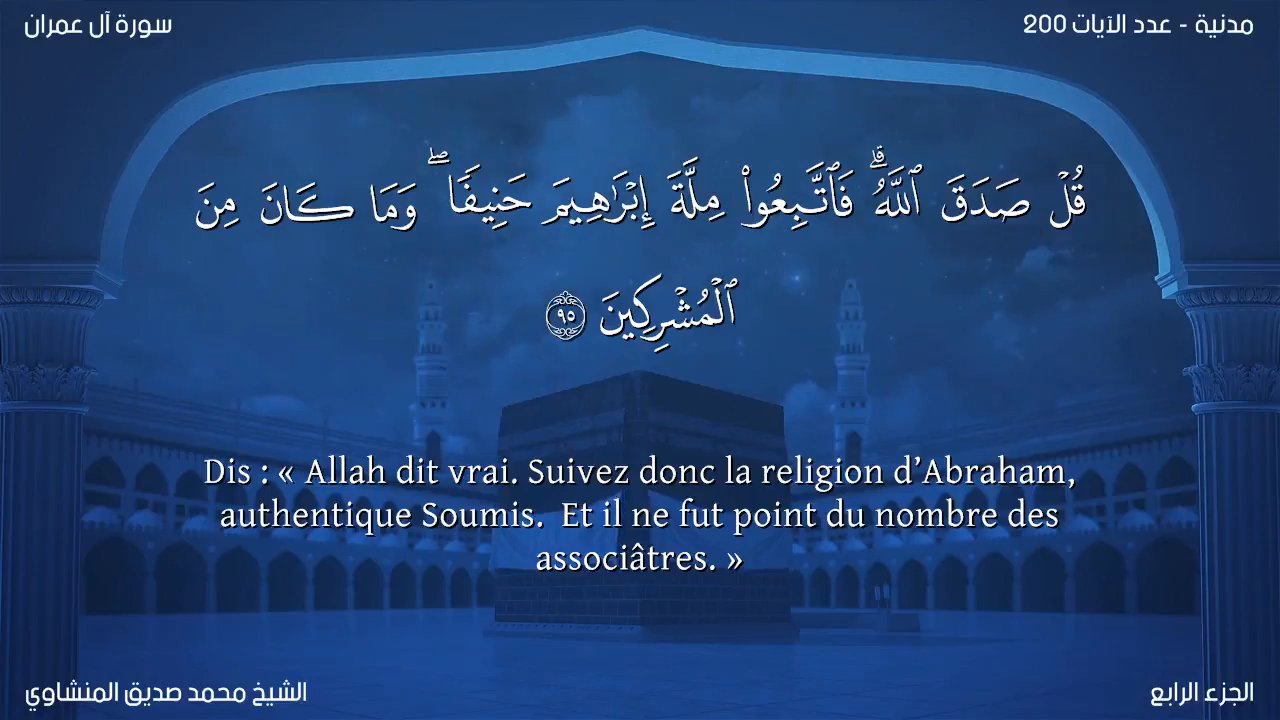 سورة آل عمران
مدنية - عدد الآيات 200
قُلْ صَدَقَ ٱللَّهُ ۗ فَٱتَّبِعُوا۟ مِلَّةَ إِبْرَٰهِيمَ حَنِيفًا ۖ وَمَا كَانَ مِنَ
ٱلْمُشْرِكِينَ ٩٥
Dis : « Allah dit vrai. Suivez donc la religion d’Abraham,
authentique Soumis. Et il ne fut point du nombre des
associâtres. »
الشيخ محمد صديق المنشاوي
الجزء الرابع